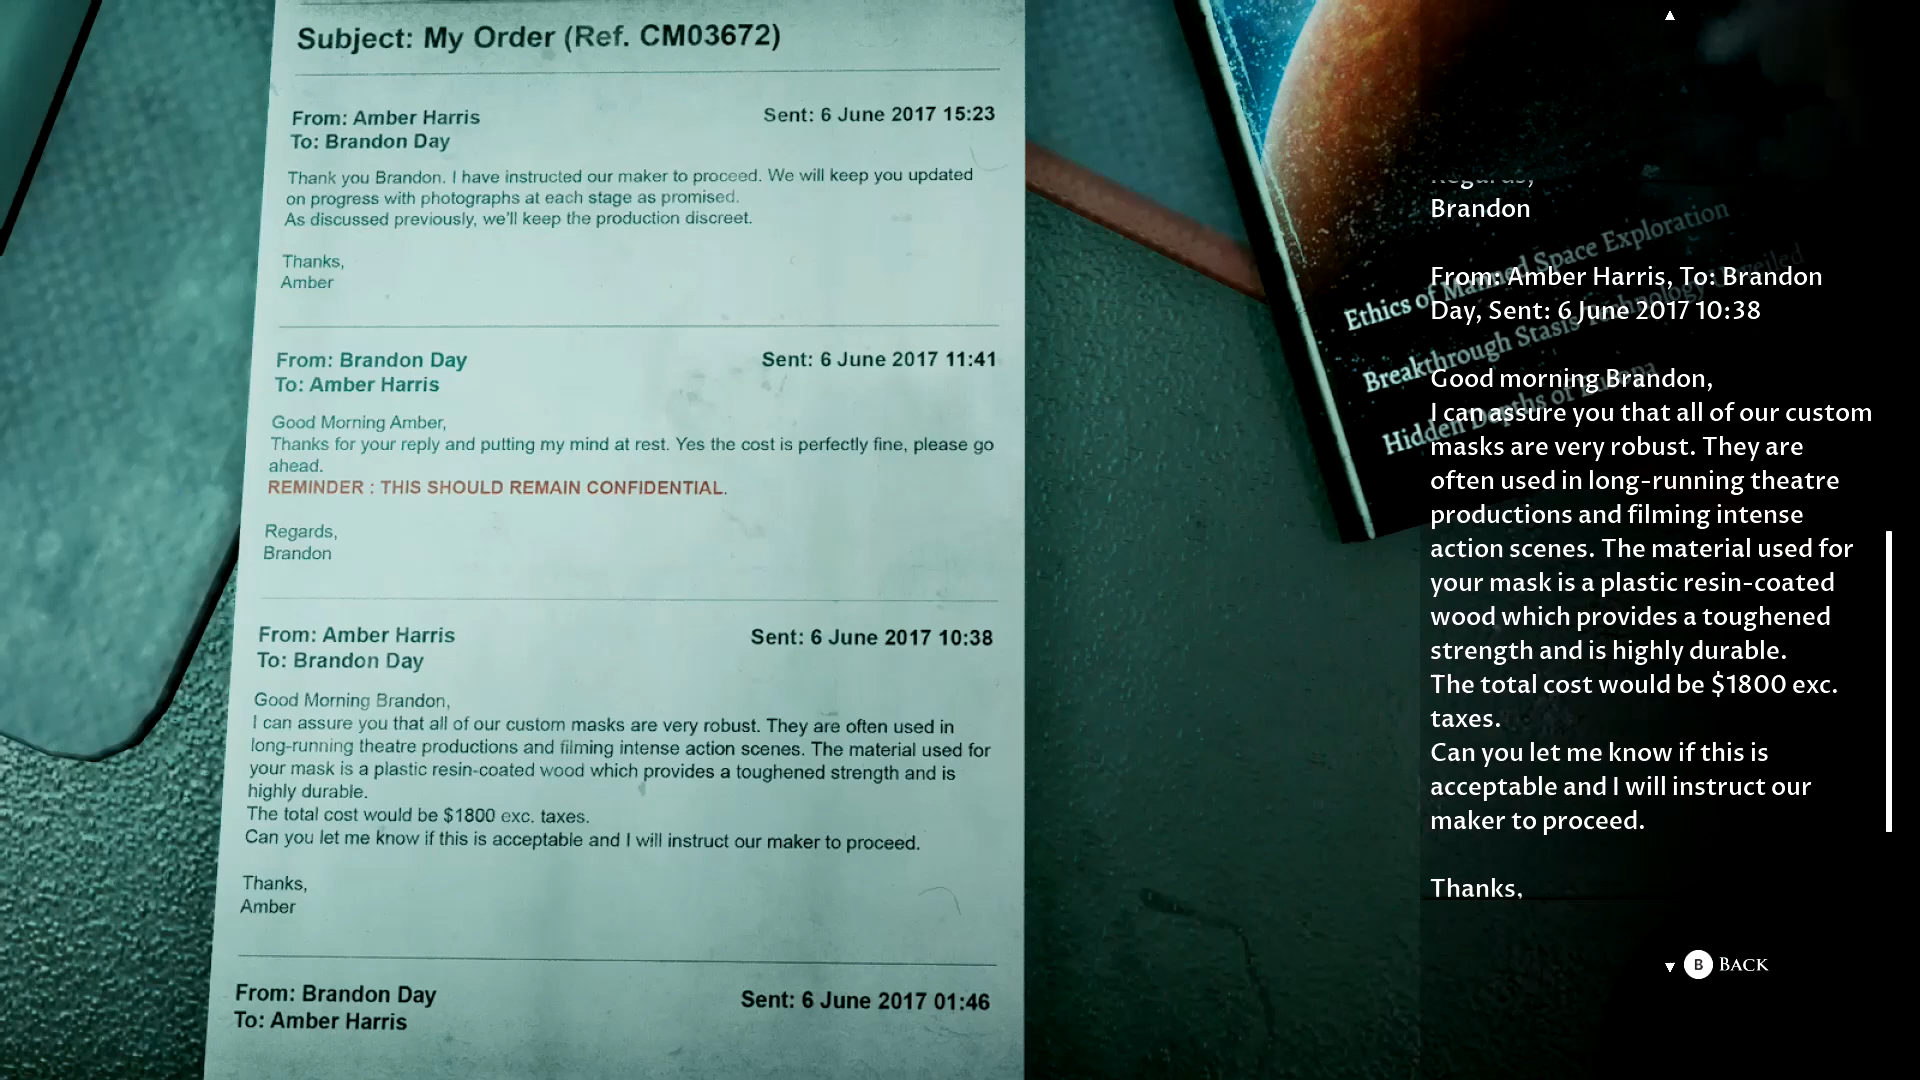 Subject: My Order (Ref. CM03672)
From: Amber Harris
Sent: 6 June 2017 15:23
To: Brandon Day
Thank you Brandon. I have instructed our maker to proceed. We will keep you updated
on progress with photographs at each stage as promised.
As discussed previously, we'll keep the production discreet.
Thanks,
Amber
From: Brandon Day
Sent: 6 June 2017 11:41
To: Amber Harris
Good Morning Amber,
Thanks for your reply and putting my mind at rest. Yes the cost is perfectly fine, please go
ahead.
REMINDER : THIS SHOULD REMAIN CONFIDENTIAL.
Regards,
Brandon
From: Amber Harris
Sent: 6 June 2017 10:38
To: Brandon Day
Good Morning Brandon,
I can assure you that all of our custom masks are very robust. They are often used in
long-running theatre productions and filming intense action scenes. The material used for
your mask is a plastic resin-coated wood which provides a toughened strength and is
highly durable.
The total cost would be $1800 exc. taxes.
Can you let me know if this is acceptable and I will instruct our maker to proceed.
Thanks,
Amber
From: Brandon Day
Sent: 6 June 2017 01:46
To: Amber Harris
Ethics of Manned Space Exploration
Breakthrough Stasis Technology Unveiled
Hidden Depths of Europa
Regards,
Brandon
From: Amber Harris, To: Brandon
Day, Sent: 6 June 2017 10:38
Good morning Brandon,
I can assure you that all of our custom
masks are very robust. They are
often used in long-running theatre
productions and filming intense
action scenes. The material used for
your mask is a plastic resin-coated
wood which provides a toughened
strength and is highly durable.
The total cost would be $1800 exc.
taxes.
Can you let me know if this is
acceptable and I will instruct our
maker to proceed.
Thanks,
B BACK